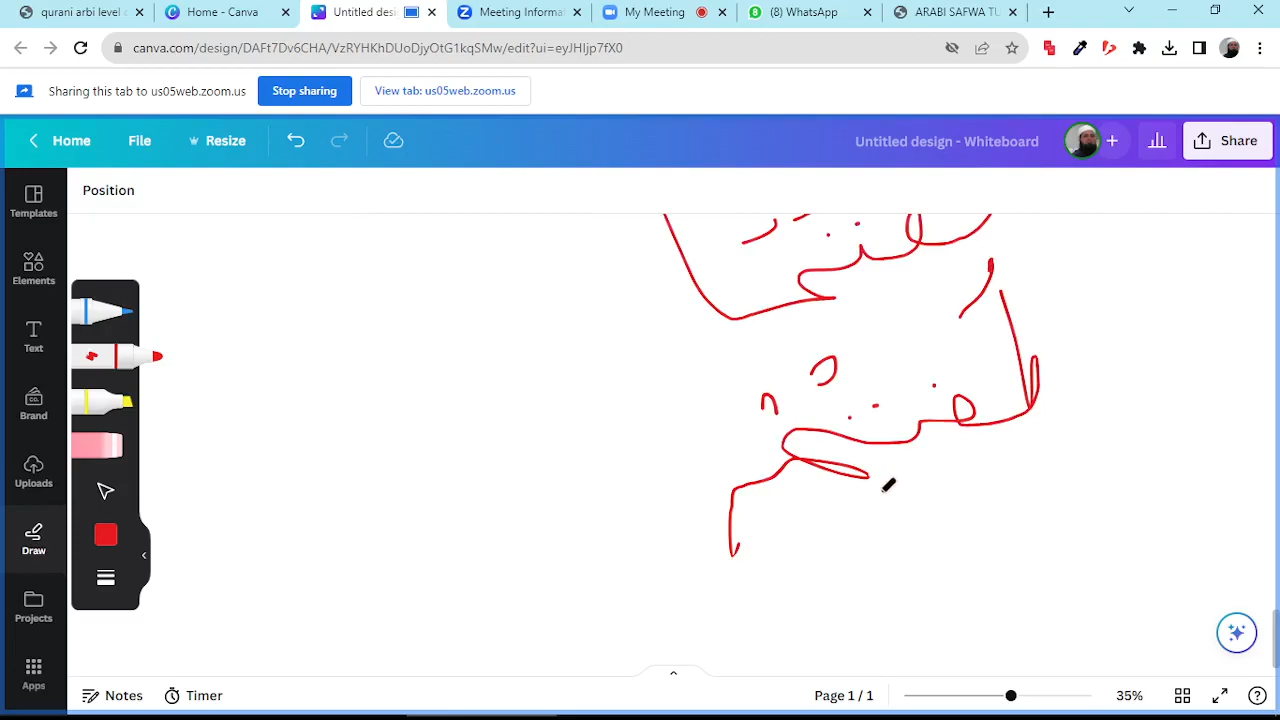 qurani arbi level
Home - Canva
Untitled desi
Meeting Informa
My Meeting
(8) WhatsApp
ARABI SAFWA TU
canva.com/design/DAFt7Dv6CHA/VzRYHKhDUoDjyOtG1kqSMw/edit?ui=eyJHIjp7fX0
Sharing this tab to us05web.zoom.us
Stop sharing
View tab: us05web.zoom.us
Home
File
Resize
Untitled design - Whiteboard
Share
Position
Templates
Elements
Text
Brand
Uploads
Draw
Projects
Apps
Notes
Timer
Page 1 / 1
35%